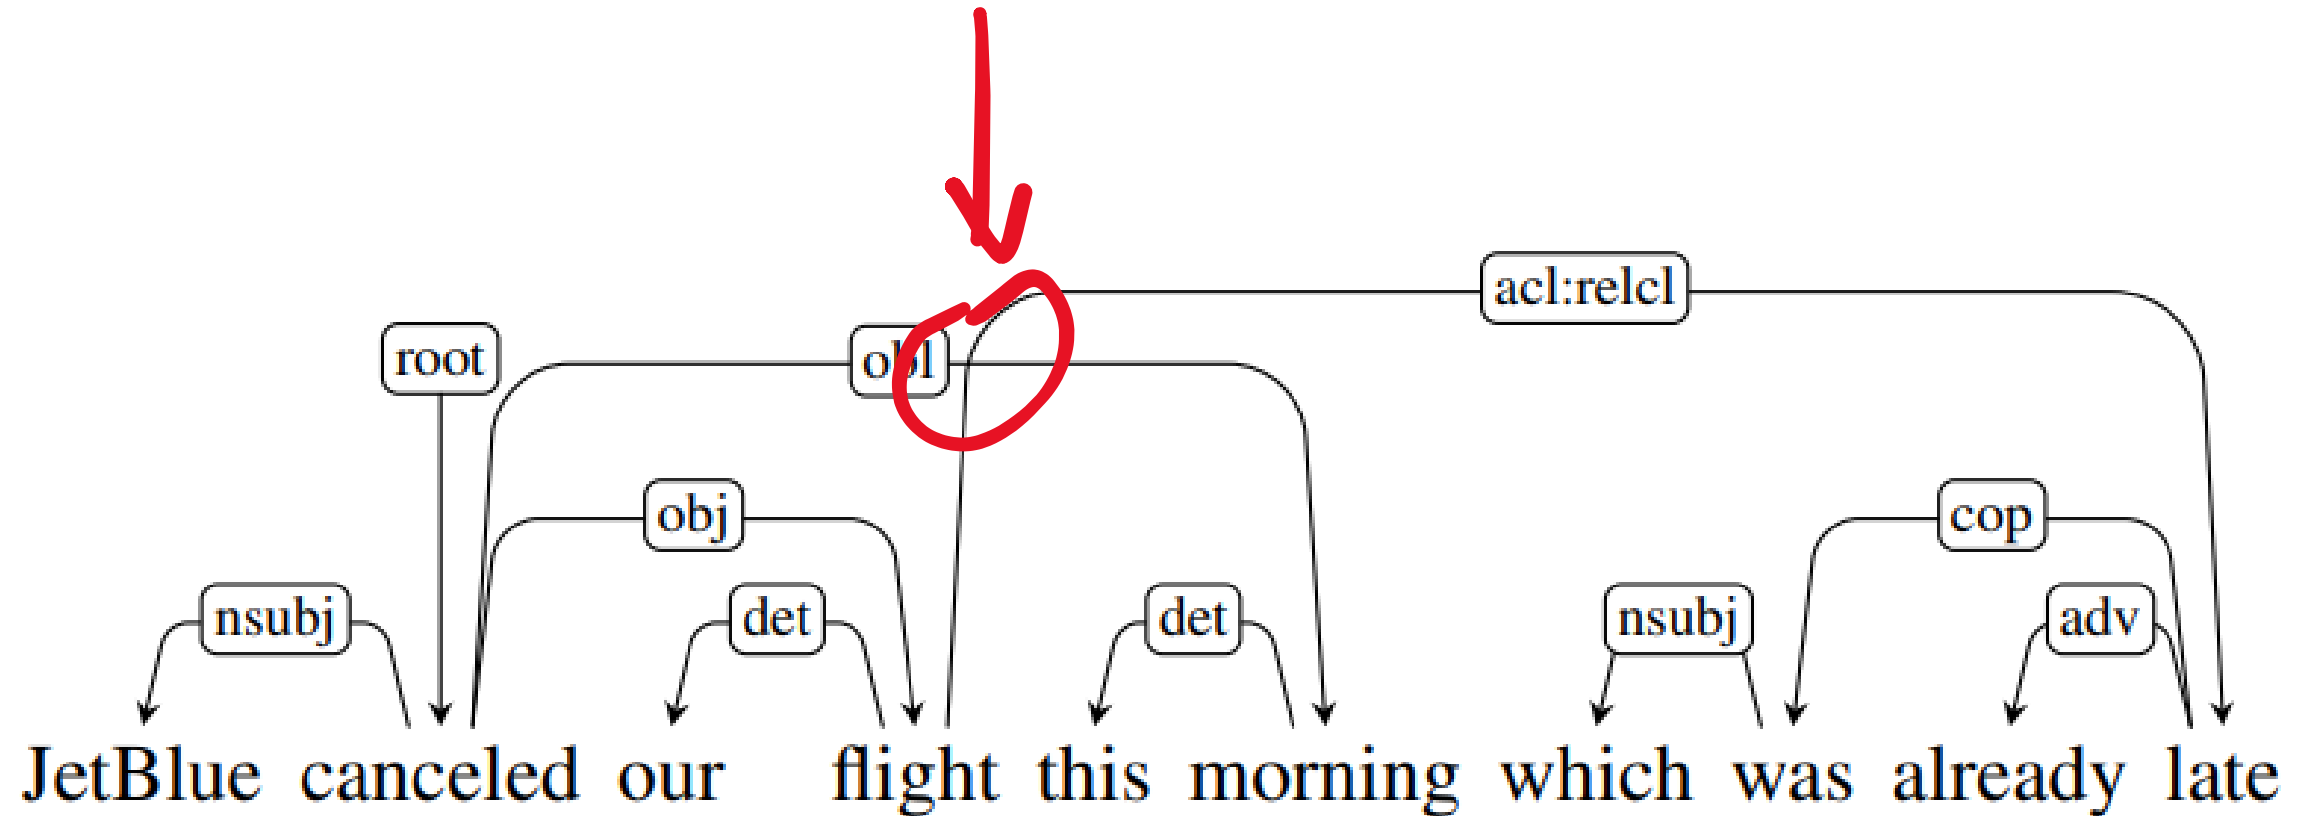 acl:relcl
root obl
obj cop
nsubj det det nsubj adv
JetBlue canceled our flight this morning which was already late